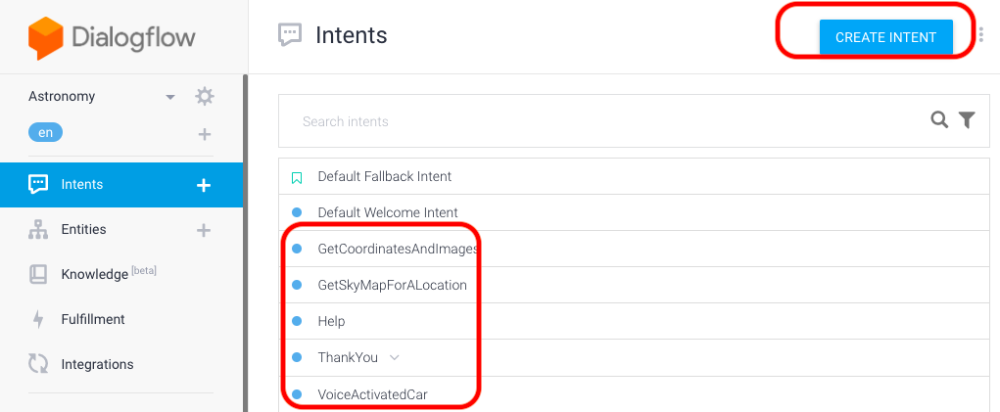 Dialogflow
Intents
CREATE INTENT
Astronomy
en
Search intents
Intents
Entities
Knowledge [beta]
Fulfillment
Integrations
Default Fallback Intent
Default Welcome Intent
GetCoordinatesAndImages
GetSkyMapForALocation
Help
ThankYou
VoiceActivatedCar